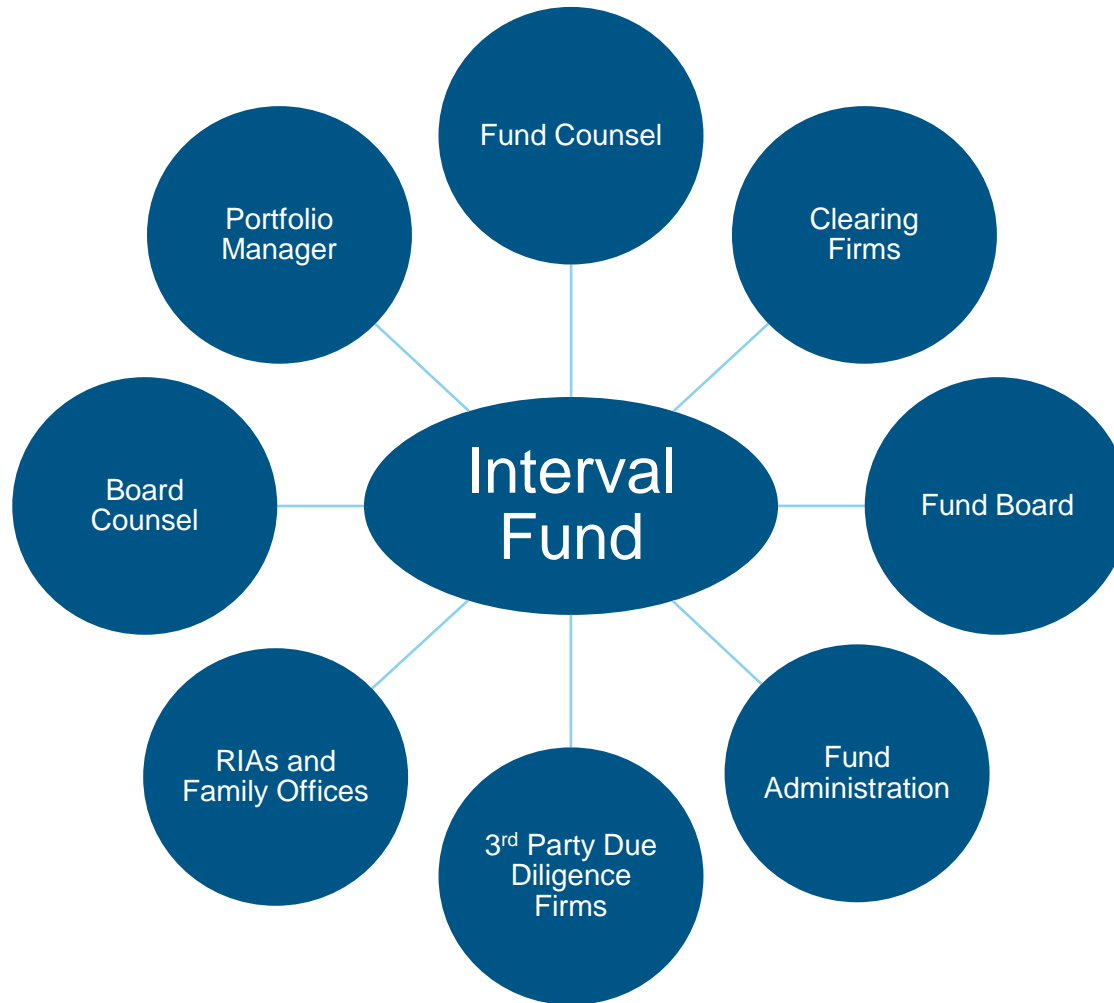 Fund Counsel
Portfolio
Manager
Clearing
Firms
Board
Counsel
Interval
Fund
Fund Board
RIAs and
Family Offices
Fund
Administration
3rd Party Due
Diligence
Firms